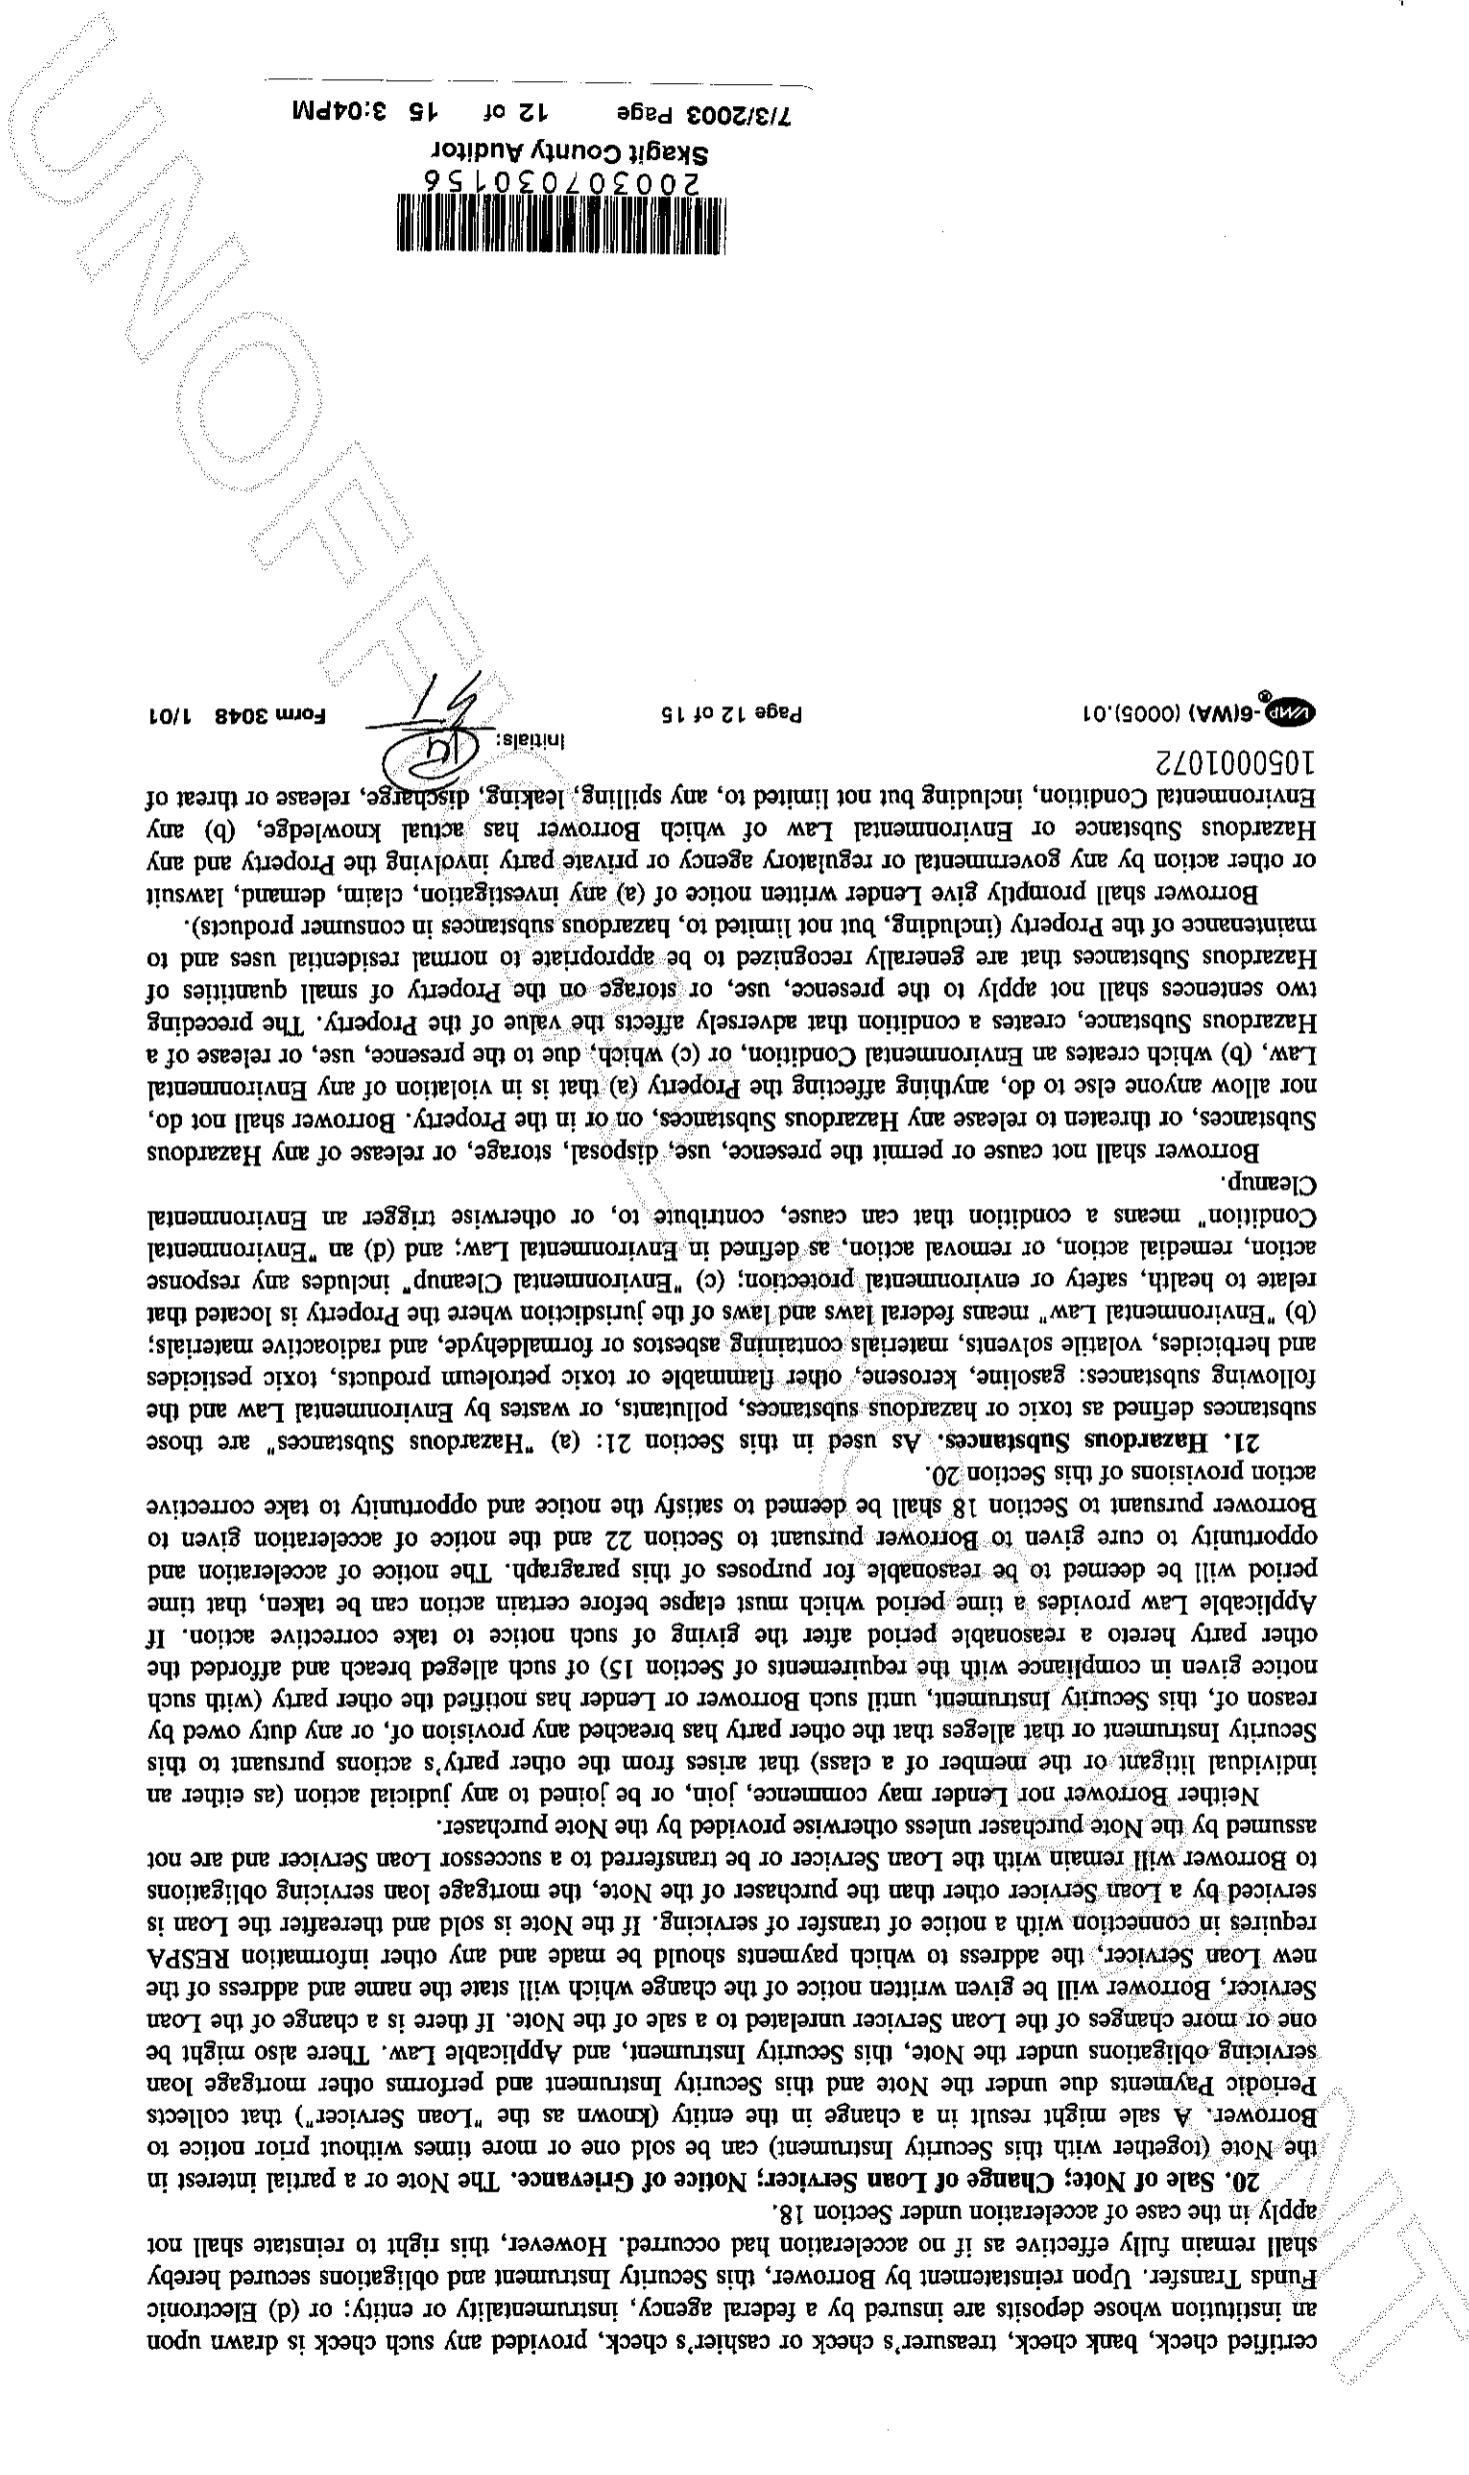 certified check, bank check, treasurer's check or cashier's check, provided any such check is drawn upon
an institution whose deposits are insured by a federal agency, instrumentality or entity; or (d) Electronic
Funds Transfer. Upon reinstatement by Borrower, this Security Instrument and obligations secured hereby
shall remain fully effective as if no acceleration had occurred. However, this right to reinstate shall not
apply in the case of acceleration under Section 18.
20. Sale of Note; Change of Loan Servicer; Notice of Grievance. The Note or a partial interest in
the Note (together with this Security Instrument) can be sold one or more times without prior notice to
Borrower. A sale might result in a change in the entity (known as the "Loan Servicer") that collects
Periodic Payments due under the Note and this Security Instrument and performs other mortgage loan
servicing obligations under the Note, this Security Instrument, and Applicable Law. There also might be
one or more changes of the Loan Servicer unrelated to a sale of the Note. If there is a change of the Loan
Servicer, Borrower will be given written notice of the change which will state the name and address of the
new Loan Servicer, the address to which payments should be made and any other information RESPA
requires in connection with a notice of transfer of servicing. If the Note is sold and thereafter the Loan is
serviced by a Loan Servicer other than the purchaser of the Note, the mortgage loan servicing obligations
to Borrower will remain with the Loan Servicer or be transferred to a successor Loan Servicer and are not
assumed by the Note purchaser unless otherwise provided by the Note purchaser.
Neither Borrower nor Lender may commence, join, or be joined to any judicial action (as either an
individual litigant or the member of a class) that arises from the other party's actions pursuant to this
Security Instrument or that alleges that the other party has breached any provision of, or any duty owed by
reason of, this Security Instrument, until such Borrower or Lender has notified the other party (with such
notice given in compliance with the requirements of Section 15) of such alleged breach and afforded the
other party hereto a reasonable period after the giving of such notice to take corrective action. If
Applicable Law provides a time period which must elapse before certain action can be taken, that time
period will be deemed to be reasonable for purposes of this paragraph. The notice of acceleration and
opportunity to cure given to Borrower pursuant to Section 22 and the notice of acceleration given to
Borrower pursuant to Section 18 shall be deemed to satisfy the notice and opportunity to take corrective
action provisions of this Section 20.
21. Hazardous Substances. As used in this Section 21: (a) "Hazardous Substances" are those
substances defined as toxic or hazardous substances, pollutants, or wastes by Environmental Law and the
following substances: gasoline, kerosene, other flammable or toxic petroleum products, toxic pesticides
and herbicides, volatile solvents, materials containing asbestos or formaldehyde, and radioactive materials;
(b) "Environmental Law" means federal laws and laws of the jurisdiction where the Property is located that
relate to health, safety or environmental protection; (c) "Environmental Cleanup" includes any response
action, remedial action, or removal action, as defined in Environmental Law; and (d) an "Environmental
Condition" means a condition that can cause, contribute to, or otherwise trigger an Environmental
Cleanup.
Borrower shall not cause or permit the presence, use, disposal, storage, or release of any Hazardous
Substances, or threaten to release any Hazardous Substances, on or in the Property. Borrower shall not do,
nor allow anyone else to do, anything affecting the Property (a) that is in violation of any Environmental
Law, (b) which creates an Environmental Condition, or (c) which, due to the presence, use, or release of a
Hazardous Substance, creates a condition that adversely affects the value of the Property. The preceding
two sentences shall not apply to the presence, use, or storage on the Property of small quantities of
Hazardous Substances that are generally recognized to be appropriate to normal residential uses and to
maintenance of the Property (including, but not limited to, hazardous substances in consumer products).
Borrower shall promptly give Lender written notice of (a) any investigation, claim, demand, lawsuit
or other action by any governmental or regulatory agency or private party involving the Property and any
Hazardous Substance or Environmental Law of which Borrower has actual knowledge, (b) any
Environmental Condition, including but not limited to, any spilling, leaking, discharge, release or threat of
1050001072
Initials:
VMP®-6(WA) (0005).01 Page 12 of 15 Form 3048 1/01
200307030156
Skagit County Auditor
7/3/2003 Page 12 of 15 3:04PM
UNOFFICIAL DOCUMENT